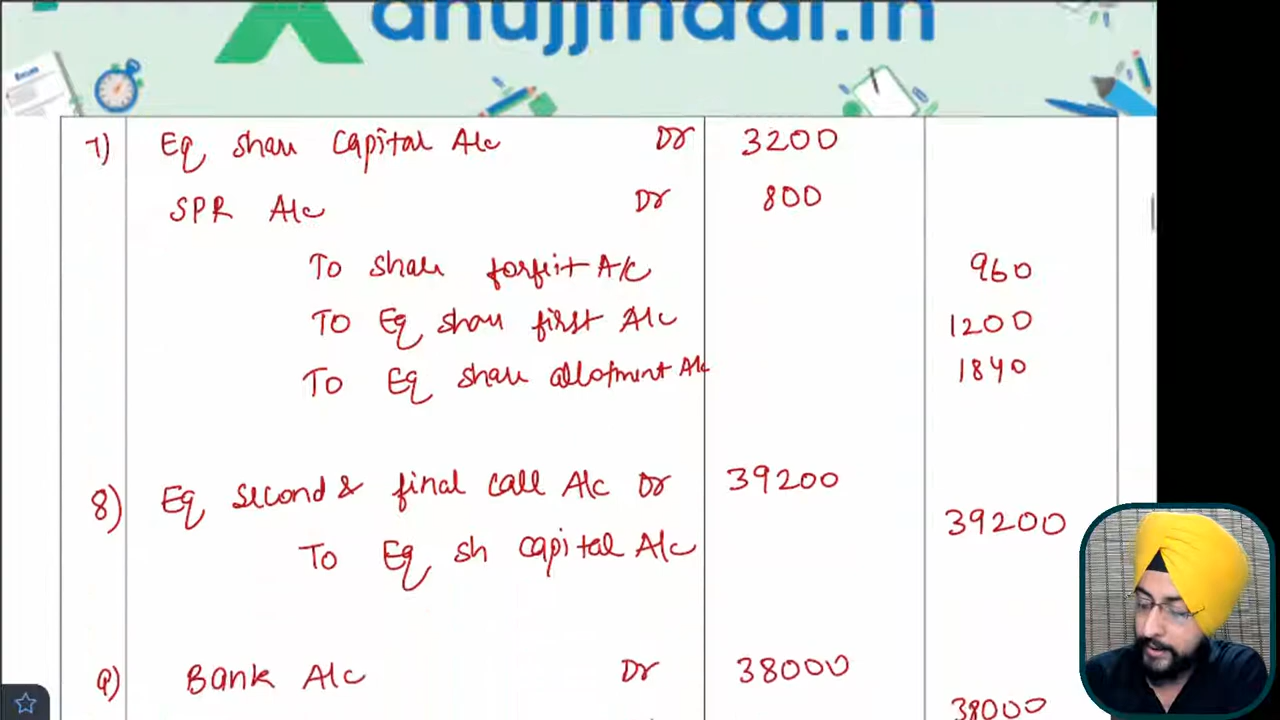 anujjindal.in
7) Eq share Capital A/c Dr 3200
SPR A/c Dr 800
To share forfeit A/c 960
To Eq share first A/c 1200
To Eq share allotment A/c 1840
8) Eq second & final call A/c Dr 39200
To Eq sh capital A/c 39200
9) Bank A/c Dr 38000
38000